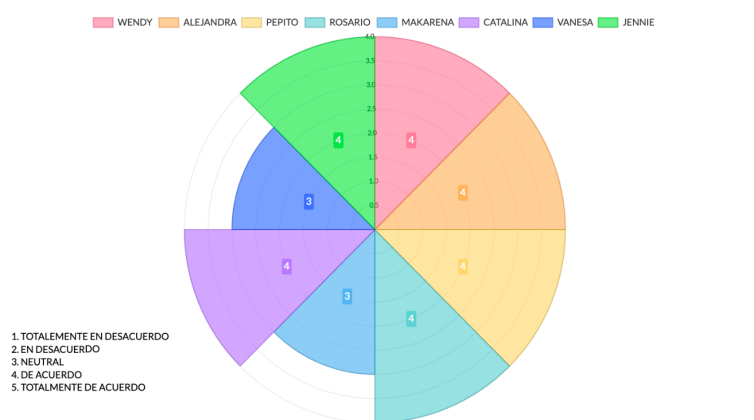 WENDY ALEJANDRA PEPITO ROSARIO MAKARENA CATALINA VANESA JENNIE
4.0
3.5
3.0
2.5
2.0
4 4
1.5
1.0
4
3
0.5
4 4
3
4
1. TOTALEMENTE EN DESACUERDO
2. EN DESACUERDO
3. NEUTRAL
4. DE ACUERDO
5. TOTALMENTE DE ACUERDO